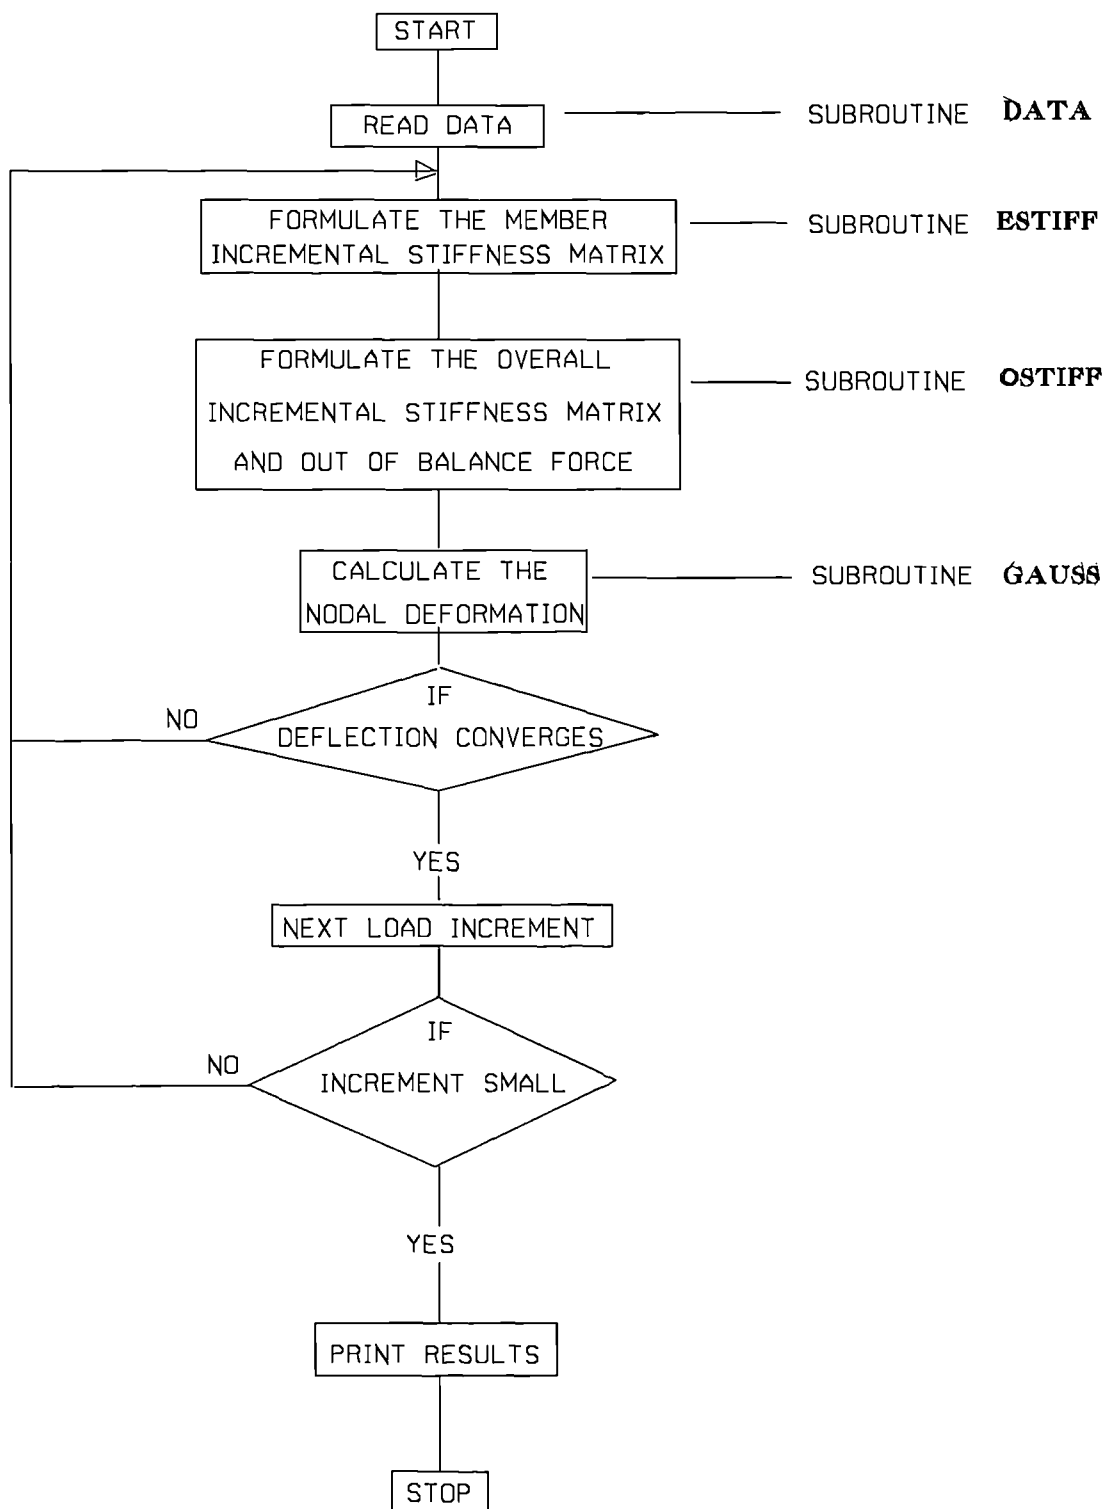 START
READ DATA
SUBROUTINE DATA
FORMULATE THE MEMBER
INCREMENTAL STIFFNESS MATRIX
SUBROUTINE ESTIFF
FORMULATE THE OVERALL
INCREMENTAL STIFFNESS MATRIX
AND OUT OF BALANCE FORCE
SUBROUTINE OSTIFF
CALCULATE THE
NODAL DEFORMATION
SUBROUTINE GAUSS
IF
DEFLECTION CONVERGES
NO
YES
NEXT LOAD INCREMENT
IF
INCREMENT SMALL
NO
YES
PRINT RESULTS
STOP